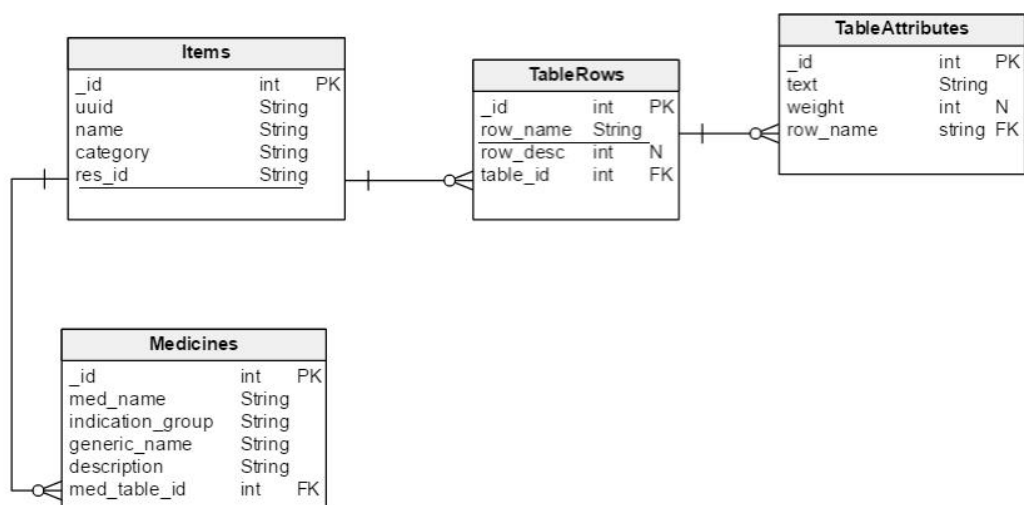 Items
_id int PK
uuid String
name String
category String
res_id String
TableRows
_id int PK
row_name String
row_desc int N
table_id int FK
TableAttributes
_id int PK
text String
weight int N
row_name string FK
Medicines
_id int PK
med_name String
indication_group String
generic_name String
description String
med_table_id int FK